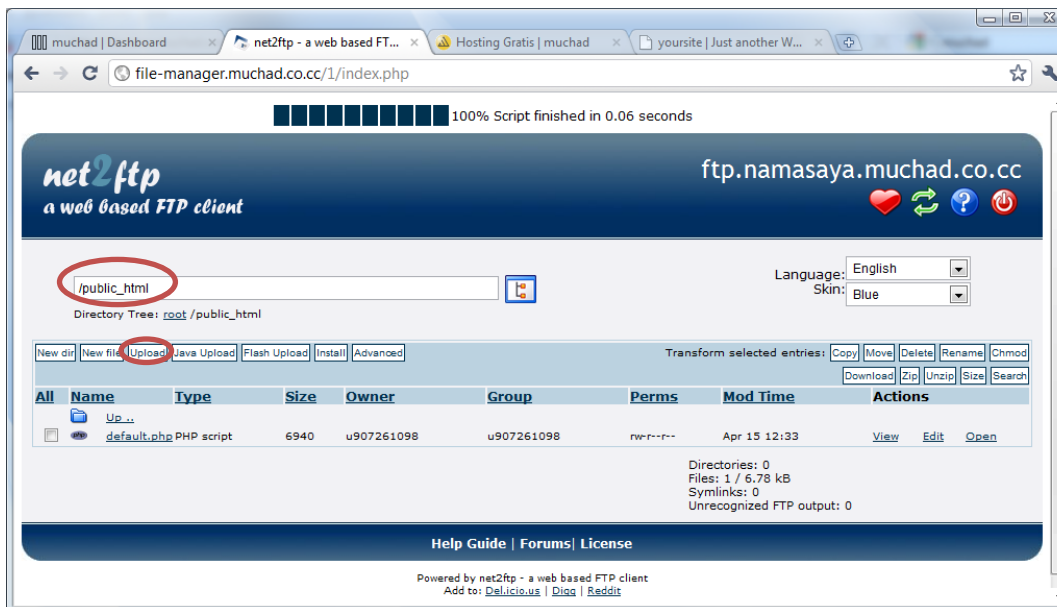 muchad | Dashboard
net2ftp - a web based FT...
Hosting Gratis | muchad
yoursite | Just another W...
file-manager.muchad.co.cc/1/index.php
100% Script finished in 0.06 seconds
net2ftp
a web based FTP client
ftp.namasaya.muchad.co.cc
/public_html
Language: English
Skin: Blue
Directory Tree: root /public_html
New dir New file Upload Java Upload Flash Upload Install Advanced Transform selected entries: Copy Move Delete Rename Chmod
Download Zip Unzip Size Search
All Name Type Size Owner Group Perms Mod Time Actions
Up ..
default.php PHP script 6940 u907261098 u907261098 rw-r--r-- Apr 15 12:33 View Edit Open
Directories: 0
Files: 1 / 6.78 kB
Symlinks: 0
Unrecognized FTP output: 0
Help Guide | Forums| License
Powered by net2ftp - a web based FTP client
Add to: Del.icio.us | Digg | Reddit